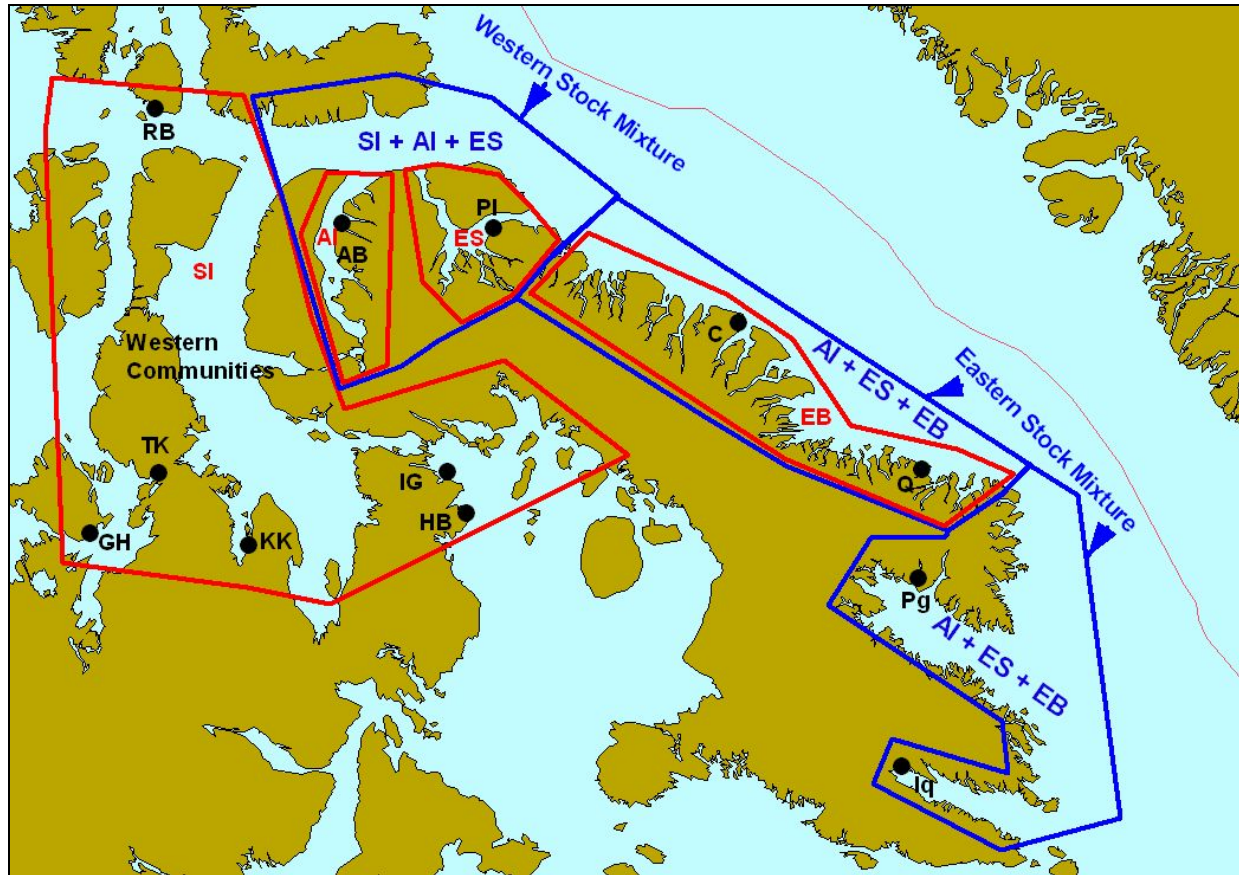 Western Stock Mixture
RB
SI + AI + ES
PI
AI
ES
AB
SI
C
Western
Communities
AI + ES + EB
Eastern Stock Mixture
EB
TK
IG
Q
HB
GH
KK
Pg
AI + ES + EB
Iq